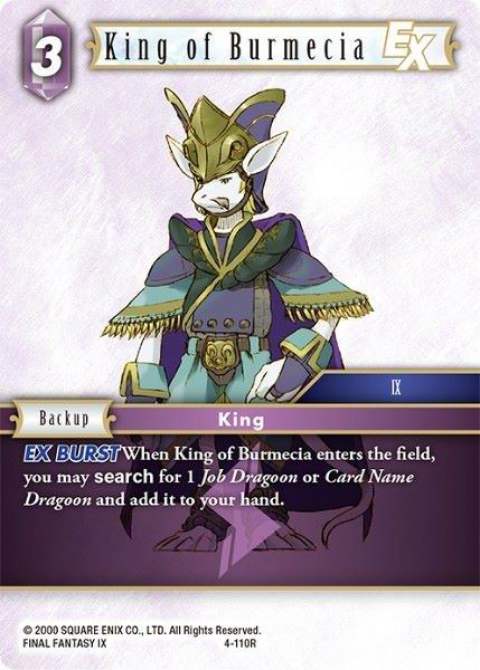 3
King of Burmecia EX
IX
Backup
King
EX BURST When King of Burmecia enters the field,
you may search for 1 Job Dragoon or Card Name
Dragoon and add it to your hand.
© 2000 SQUARE ENIX CO., LTD. All Rights Reserved.
FINAL FANTASY IX 4-110R